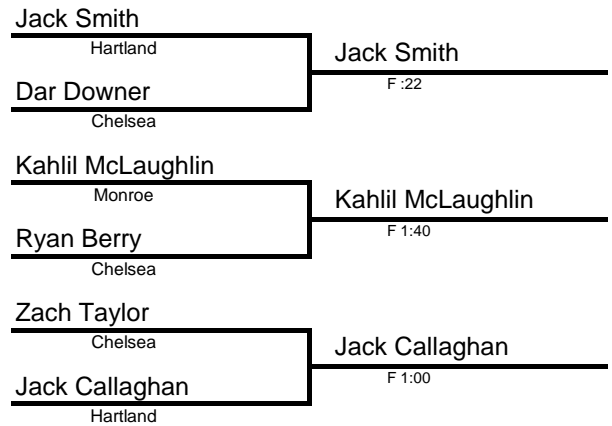 Jack Smith
Hartland
Jack Smith
F :22
Dar Downer
Chelsea
Kahlil McLaughlin
Monroe
Kahlil McLaughlin
F 1:40
Ryan Berry
Chelsea
Zach Taylor
Chelsea
Jack Callaghan
F 1:00
Jack Callaghan
Hartland